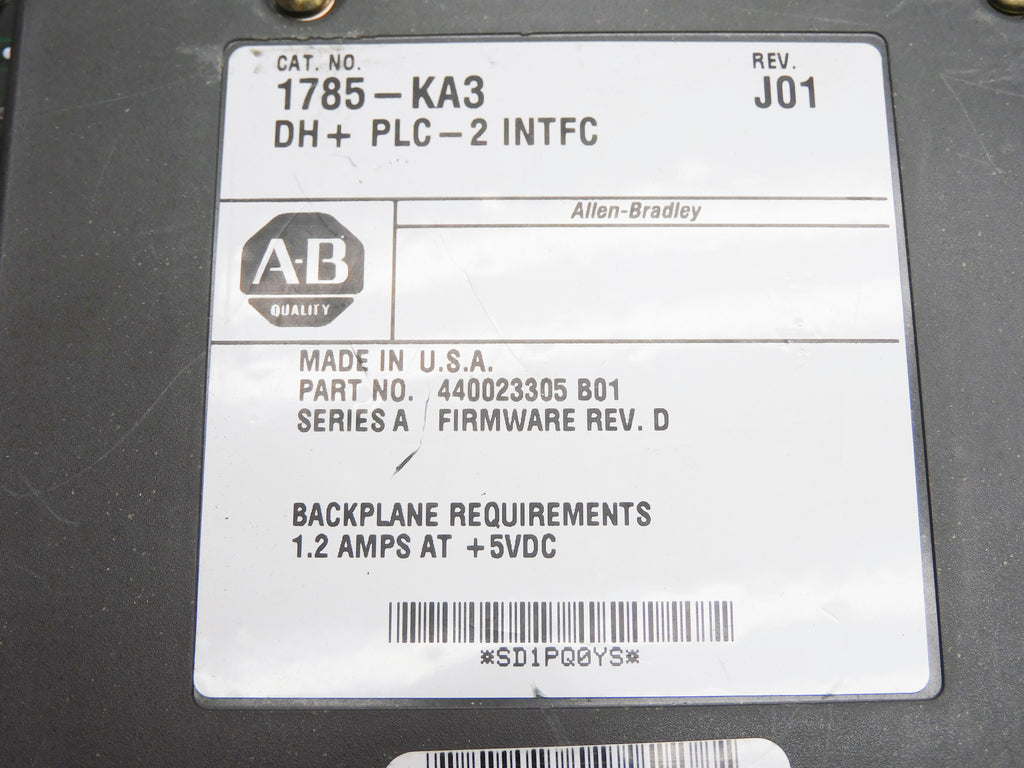 CAT. NO.
1785-KA3
DH+ PLC-2 INTFC
REV.
J01
Allen-Bradley
A-B
QUALITY
MADE IN U.S.A.
PART NO. 440023305 B01
SERIES A FIRMWARE REV. D
BACKPLANE REQUIREMENTS
1.2 AMPS AT +5VDC
*SD1PQ0YS*